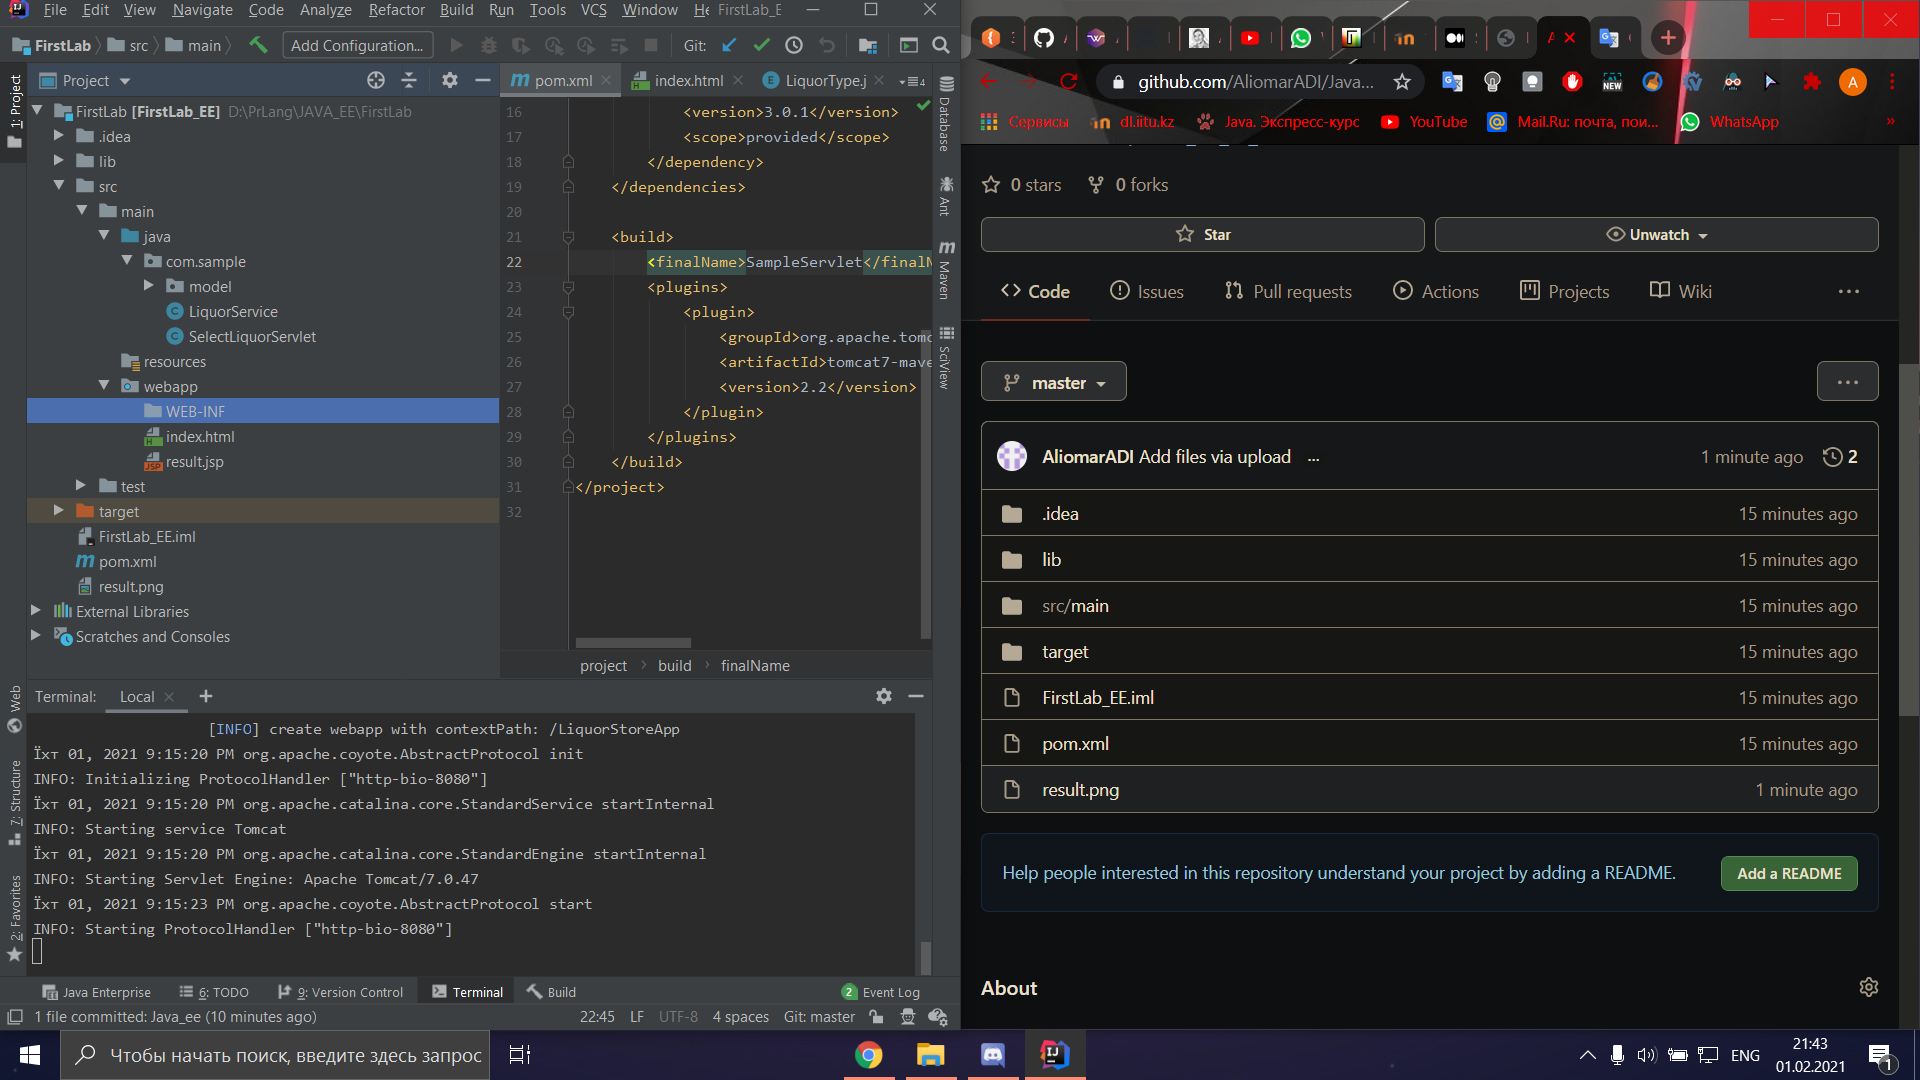 File Edit View Navigate Code Analyze Refactor Build Run Tools VCS Window He FirstLab_E
FirstLab src main Add Configuration... Git:
Project
pom.xml index.html LiquorType.j 4
1: Project
FirstLab [FirstLab_EE] D:\PrLang\JAVA_EE\FirstLab
.idea
lib
src
main
java
com.sample
model
LiquorService
SelectLiquorServlet
resources
webapp
WEB-INF
index.html
result.jsp
test
target
FirstLab_EE.iml
pom.xml
result.png
External Libraries
Scratches and Consoles
16 <version>3.0.1</version>
17 <scope>provided</scope>
18 </dependency>
19 </dependencies>
20
21 <build>
22 <finalName>SampleServlet</finalN
23 <plugins>
24 <plugin>
25 <groupId>org.apache.tomc
26 <artifactId>tomcat7-mave
27 <version>2.2</version>
28 </plugin>
29 </plugins>
30 </build>
31 </project>
32
project build finalName
Database
Ant
Maven
SciView
Web
7: Structure
2: Favorites
Terminal: Local
[INFO] create webapp with contextPath: /LiquorStoreApp
Їхт 01, 2021 9:15:20 PM org.apache.coyote.AbstractProtocol init
INFO: Initializing ProtocolHandler ["http-bio-8080"]
Їхт 01, 2021 9:15:20 PM org.apache.catalina.core.StandardService startInternal
INFO: Starting service Tomcat
Їхт 01, 2021 9:15:20 PM org.apache.catalina.core.StandardEngine startInternal
INFO: Starting Servlet Engine: Apache Tomcat/7.0.47
Їхт 01, 2021 9:15:23 PM org.apache.coyote.AbstractProtocol start
INFO: Starting ProtocolHandler ["http-bio-8080"]
Java Enterprise 6: TODO 9: Version Control Terminal Build 2 Event Log
1 file committed: Java_ee (10 minutes ago) 22:45 LF UTF-8 4 spaces Git: master
github.com/AliomarADI/Java... NEW A
Сервисы dl.iitu.kz Java. Экспресс-курс YouTube Mail.Ru: почта, пои... WhatsApp »
0 stars 0 forks
Star Unwatch
Code Issues Pull requests Actions Projects Wiki ...
master ...
AliomarADI Add files via upload ... 1 minute ago 2
.idea 15 minutes ago
lib 15 minutes ago
src/main 15 minutes ago
target 15 minutes ago
FirstLab_EE.iml 15 minutes ago
pom.xml 15 minutes ago
result.png 1 minute ago
Help people interested in this repository understand your project by adding a README. Add a README
About
Чтобы начать поиск, введите здесь запрос
ENG
21:43
01.02.2021
1